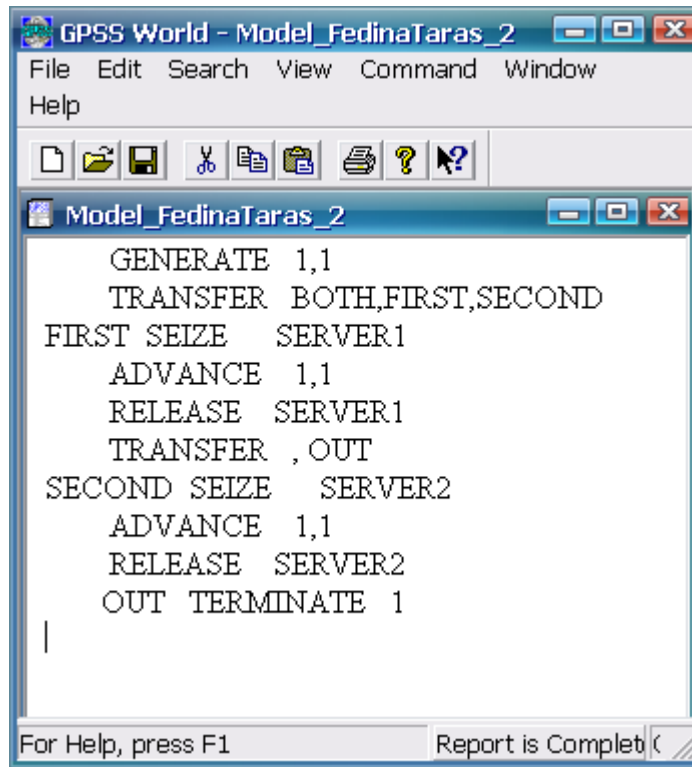 GPSS World - Model_FedinaTaras_2
File Edit Search View Command Window
Help
Model_FedinaTaras_2
GENERATE 1,1
TRANSFER BOTH,FIRST,SECOND
FIRST SEIZE SERVER1
ADVANCE 1,1
RELEASE SERVER1
TRANSFER ,OUT
SECOND SEIZE SERVER2
ADVANCE 1,1
RELEASE SERVER2
OUT TERMINATE 1
For Help, press F1 Report is Complet